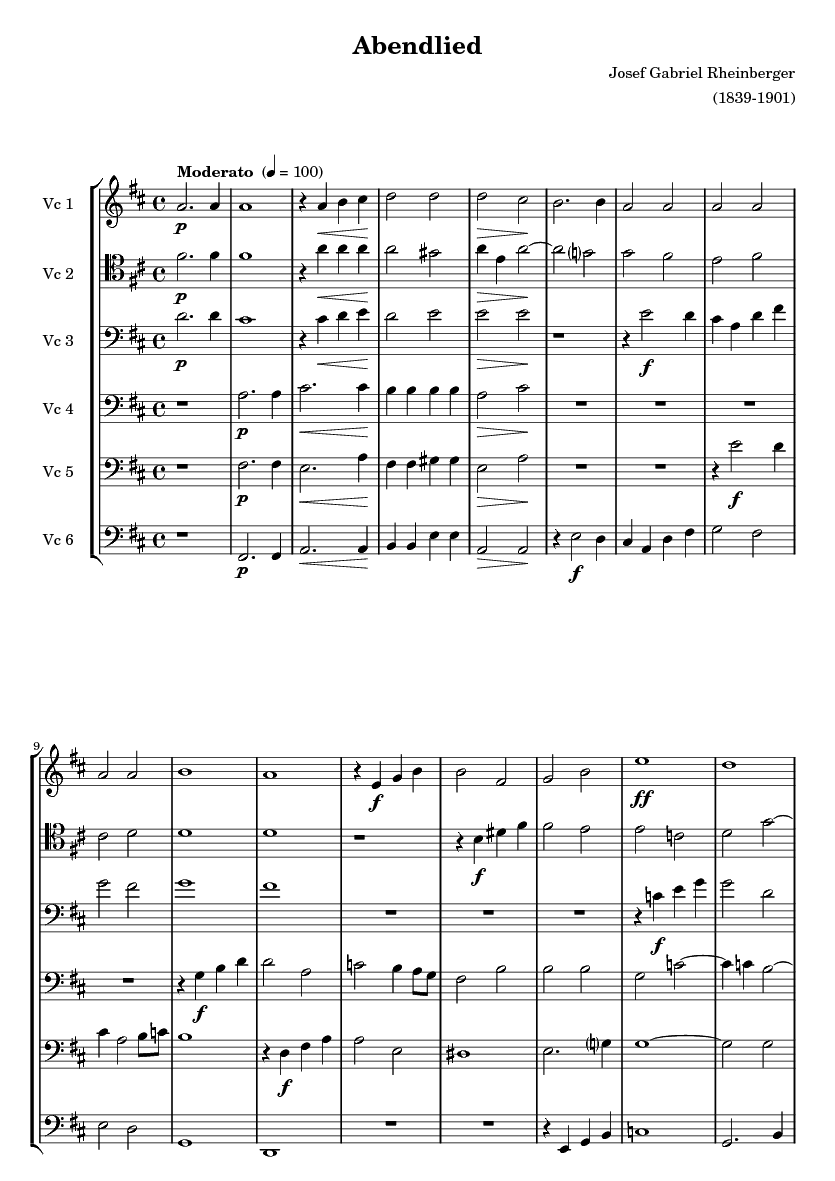 Abendlied
Josef Gabriel Rheinberger
(1839-1901)
Moderato (♩ = 100)
Vc 1
p
Vc 2
p
Vc 3
p
f
Vc 4
p
Vc 5
p
f
Vc 6
p
f
9
f
ff
f
f
f
f